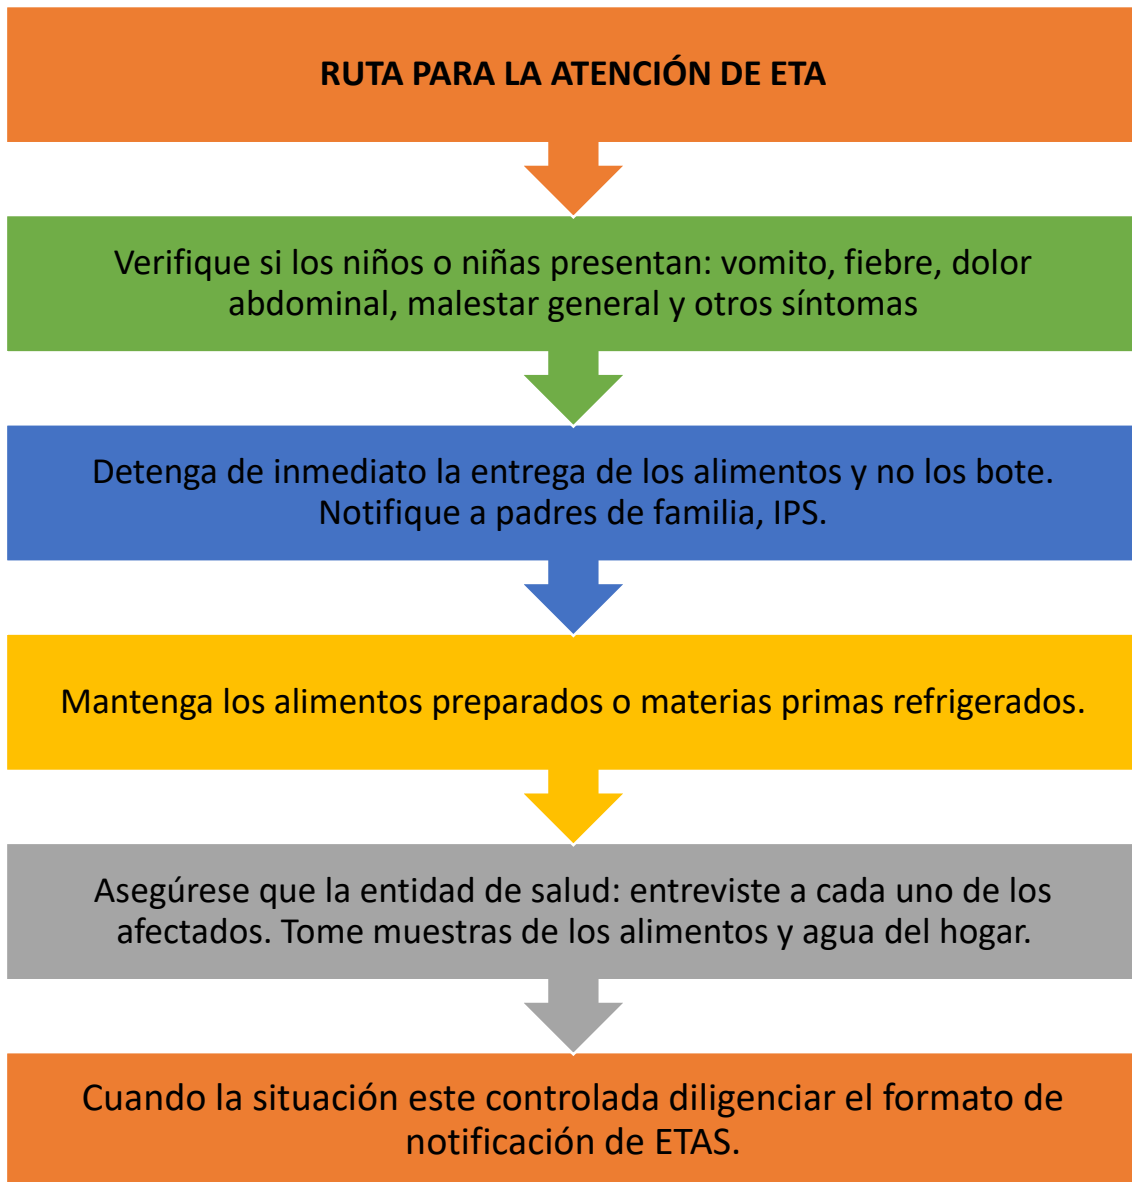 RUTA PARA LA ATENCIÓN DE ETA
Verifique si los niños o niñas presentan: vomito, fiebre, dolor
abdominal, malestar general y otros síntomas
Detenga de inmediato la entrega de los alimentos y no los bote.
Notifique a padres de familia, IPS.
Mantenga los alimentos preparados o materias primas refrigerados.
Asegúrese que la entidad de salud: entreviste a cada uno de los
afectados. Tome muestras de los alimentos y agua del hogar.
Cuando la situación este controlada diligenciar el formato de
notificación de ETAS.